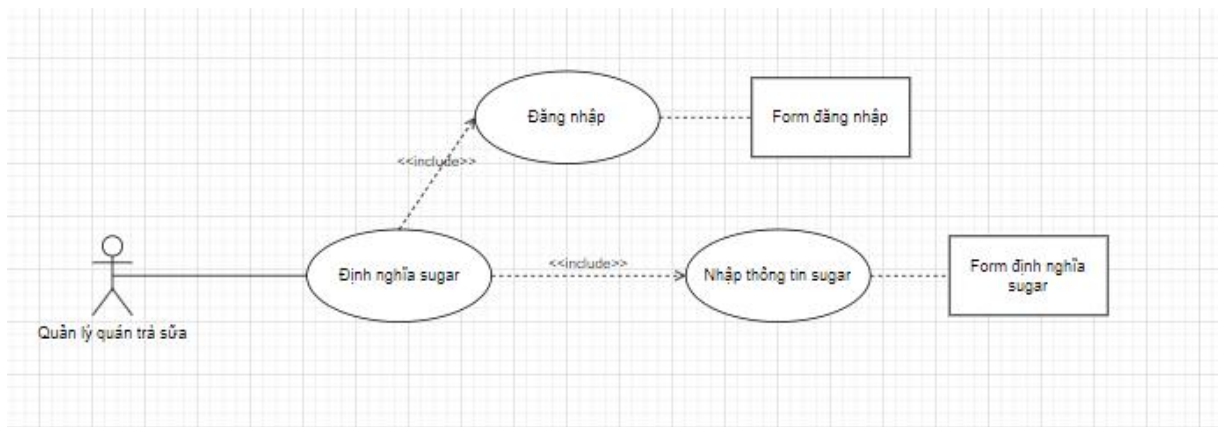 Đăng nhập
Form đăng nhập
<<include>>
Định nghĩa sugar
<<include>>
Nhập thông tin sugar
Form định nghĩa
sugar
Quản lý quán trà sữa